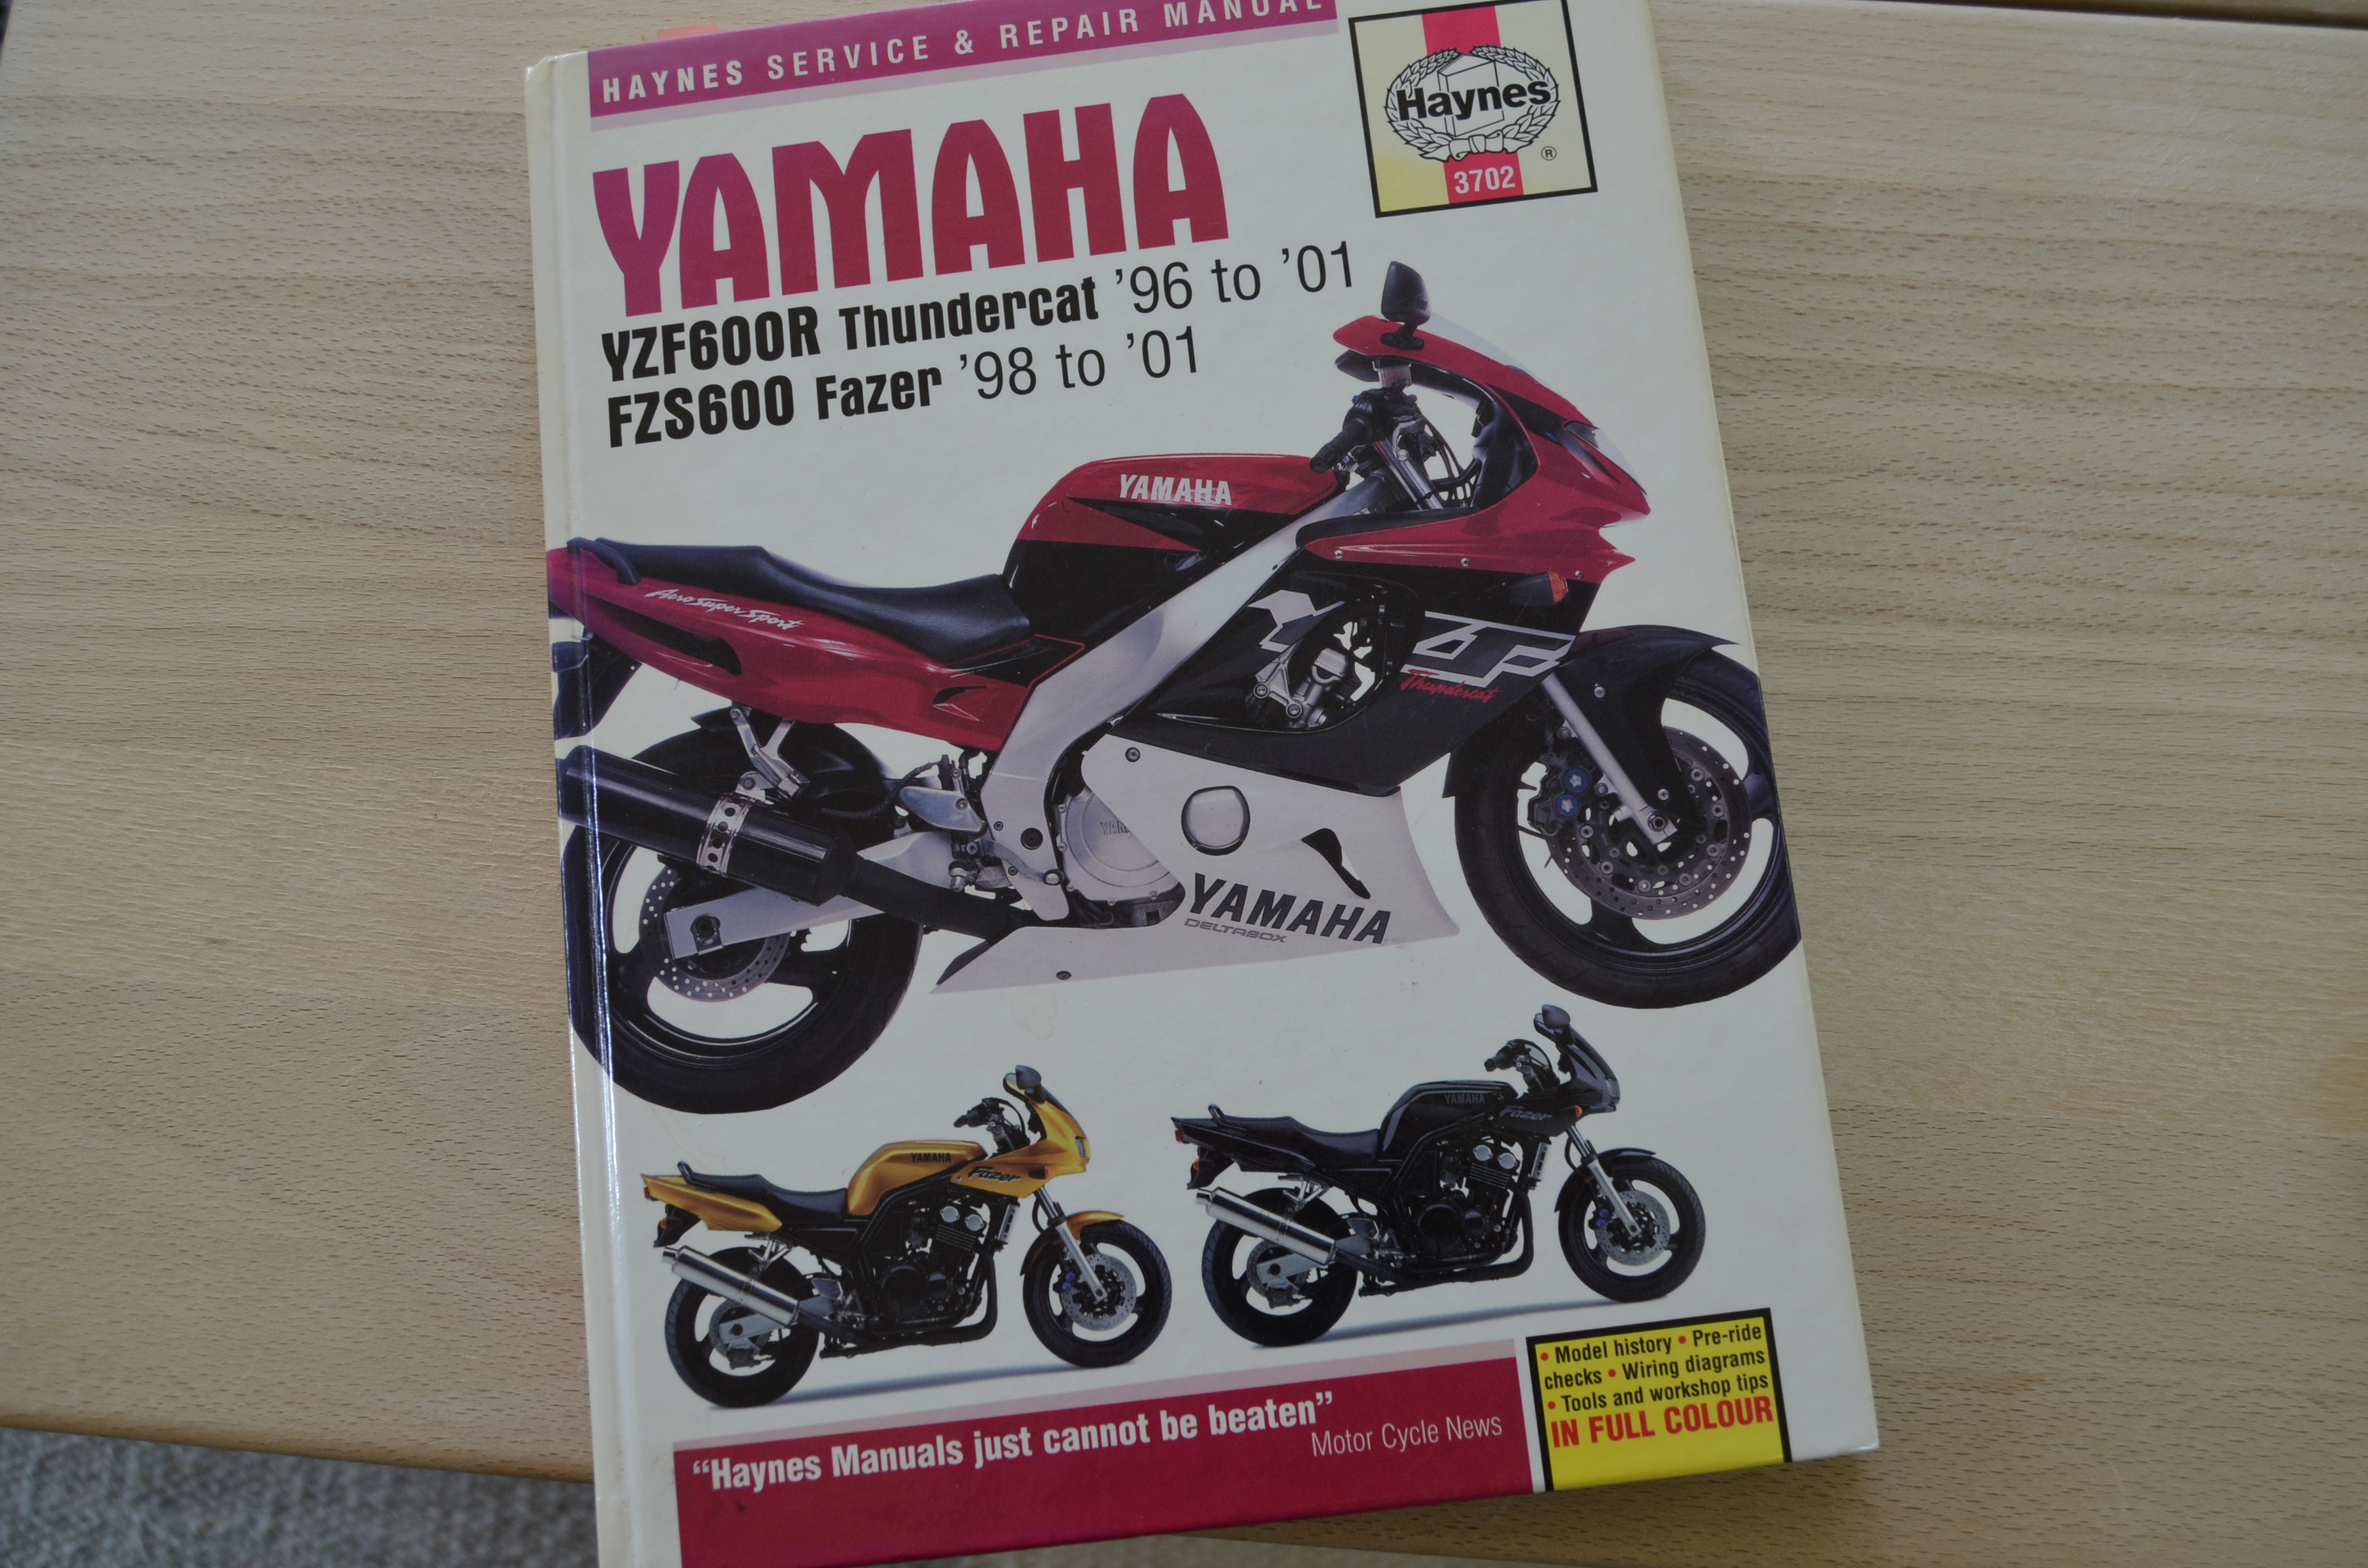 HAYNES SERVICE & REPAIR MANUAL
Haynes
®
3702
YAMAHA
YZF600R Thundercat ’96 to ’01
FZS600 Fazer ’98 to ’01
YAMAHA
Aero Super Sport
YZF
Thundercat
YAMAHA
DELTABOX
YAMAHA
Fazer
YAMAHA
Fazer
• Model history • Pre-ride
checks • Wiring diagrams
• Tools and workshop tips
IN FULL COLOUR
“Haynes Manuals just cannot be beaten”
Motor Cycle News